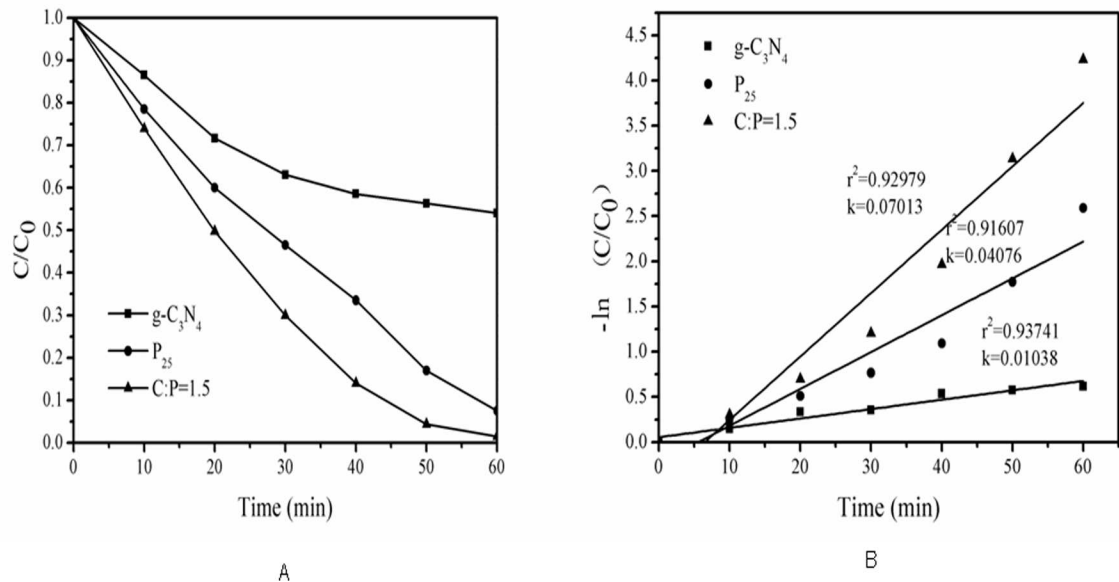 1.0
0.9
0.8
0.7
0.6
0.5
0.4
0.3
0.2
0.1
0.0
C/C₀
g-C₃N₄
P₂₅
C:P=1.5
0 10 20 30 40 50 60
Time (min)
A
4.5
4.0
3.5
3.0
2.5
2.0
1.5
1.0
0.5
0.0
-ln (C/C₀)
g-C₃N₄
P₂₅
C:P=1.5
r²=0.92979
k=0.07013
r²=0.91607
k=0.04076
r²=0.93741
k=0.01038
0 10 20 30 40 50 60
Time (min)
B